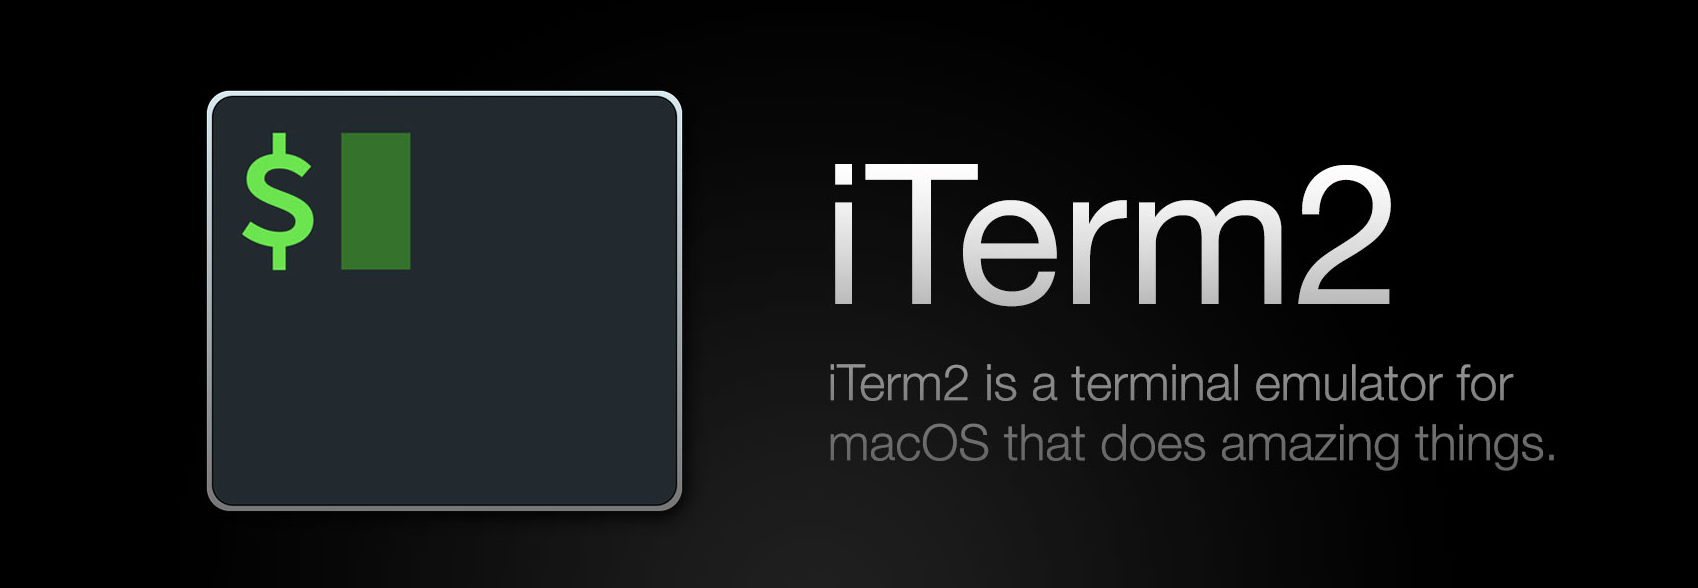 $
iTerm2
iTerm2 is a terminal emulator for
macOS that does amazing things.